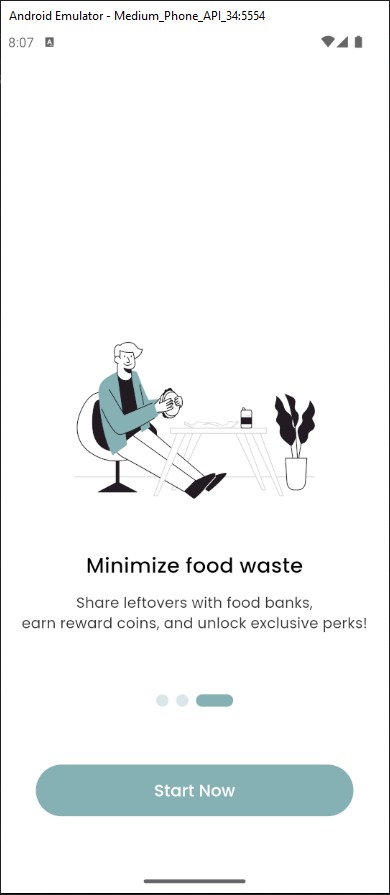 Android Emulator - Medium_Phone_API_34:5554
8:07
A
Minimize food waste
Share leftovers with food banks,
earn reward coins, and unlock exclusive perks!
Start Now